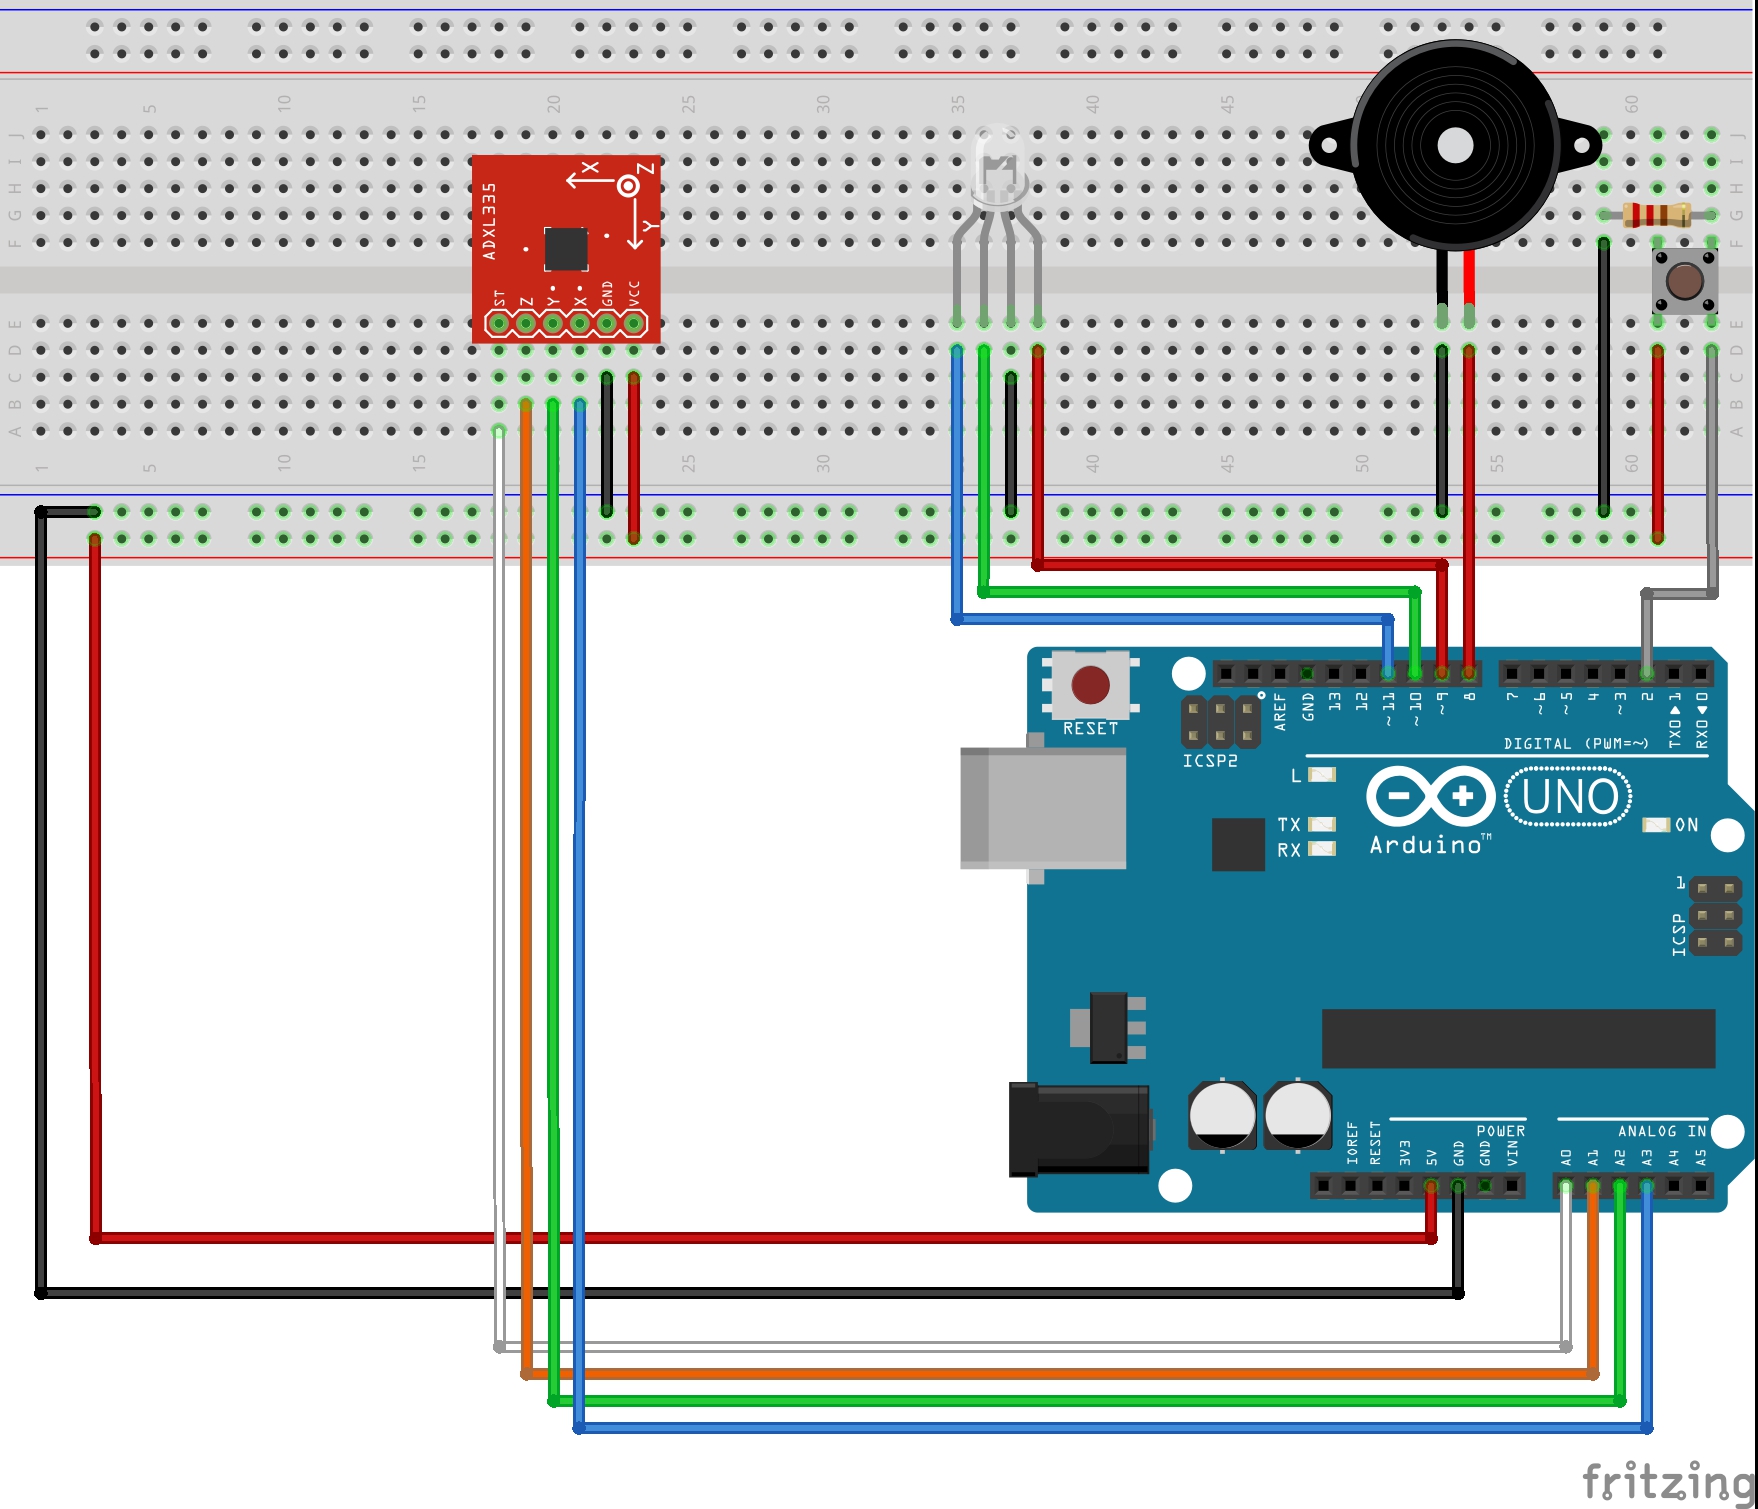 1 5 10 15 20 25 30 35 40 45 60
J
I
H
G
F
J
I
H
G
F
ADXL335
X
Z
Y
ST Z Y X GND VCC
E
D
C
B
A
E
D
C
B
A
1 5 10 15 25 30 40 45 50 55 60
RESET
ICSP2
AREF GND 13 12 ~11 ~10 ~9 8 7 ~6 ~5 4 ~3 2 TX0▶1 RX0◀0
DIGITAL (PWM=~)
L
TX
RX
UNO
Arduino™
ON
1
ICSP
POWER
ANALOG IN
IOREF RESET 3V3 5V GND GND VIN A0 A1 A2 A3 A4 A5
fritzing